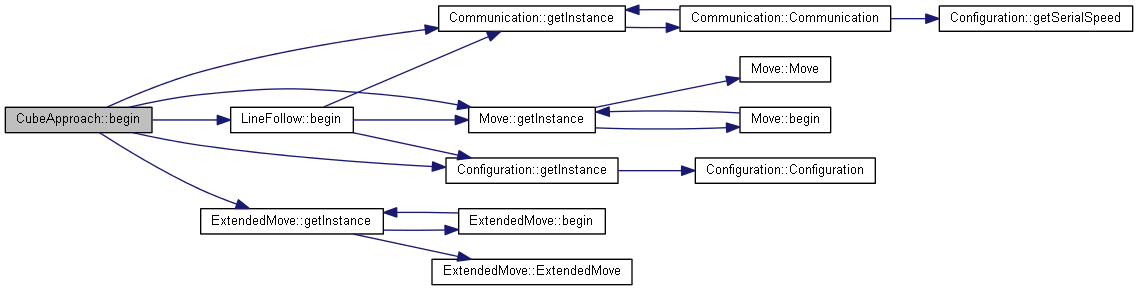 Communication::getInstance
Communication::Communication
Configuration::getSerialSpeed
Move::Move
CubeApproach::begin
LineFollow::begin
Move::getInstance
Move::begin
Configuration::getInstance
Configuration::Configuration
ExtendedMove::getInstance
ExtendedMove::begin
ExtendedMove::ExtendedMove